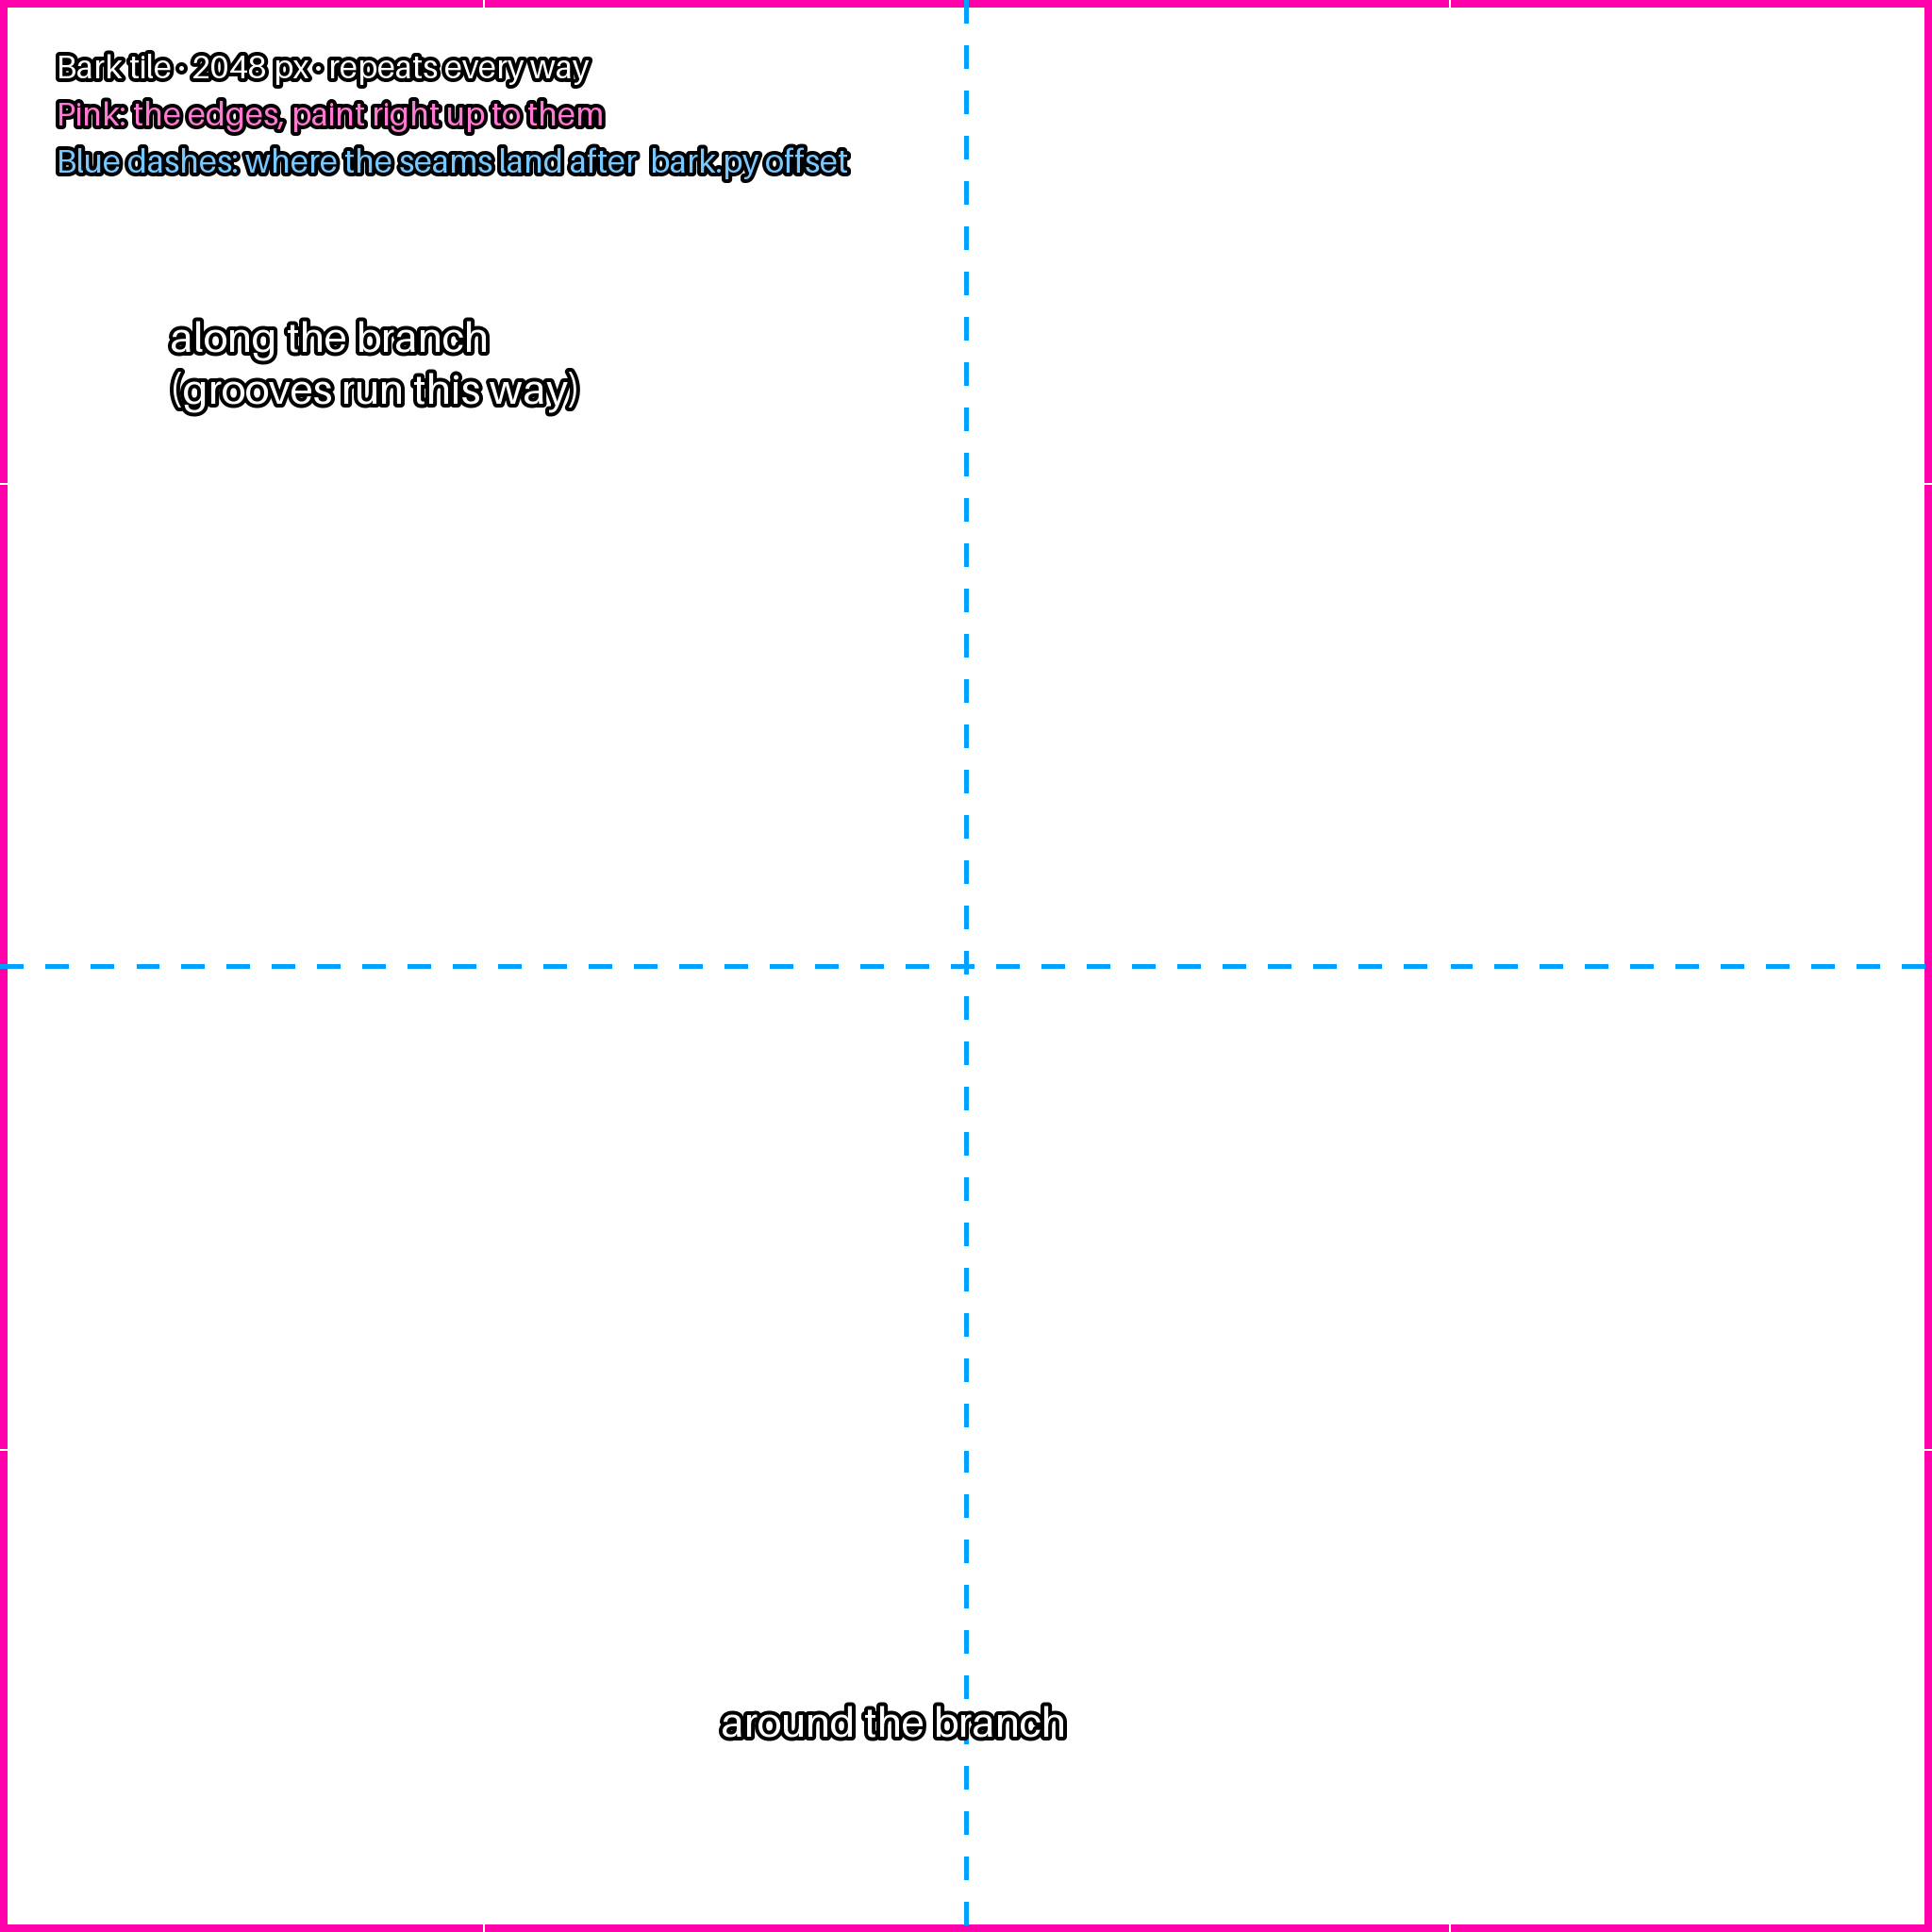 Bark tile · 2048 px · repeats every way
Pink: the edges, paint right up to them
Blue dashes: where the seams land after bark.py offset
along the branch
(grooves run this way)
around the branch